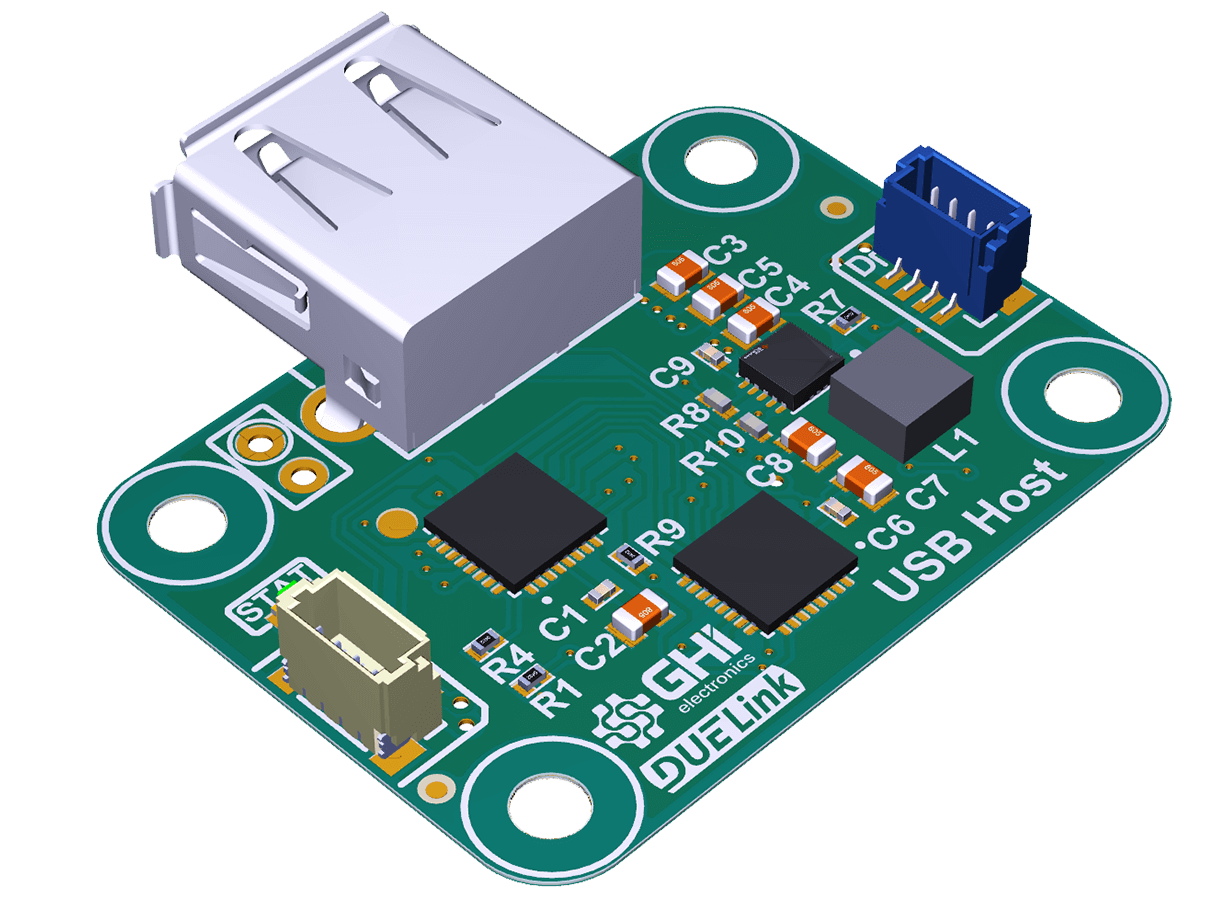 C3
C5
C4
R7
C9
R8
R10
C8
L1
C7
C6
USB Host
R9
C1
C2
R4
R1
STAT
GHI
electronics
DUELink